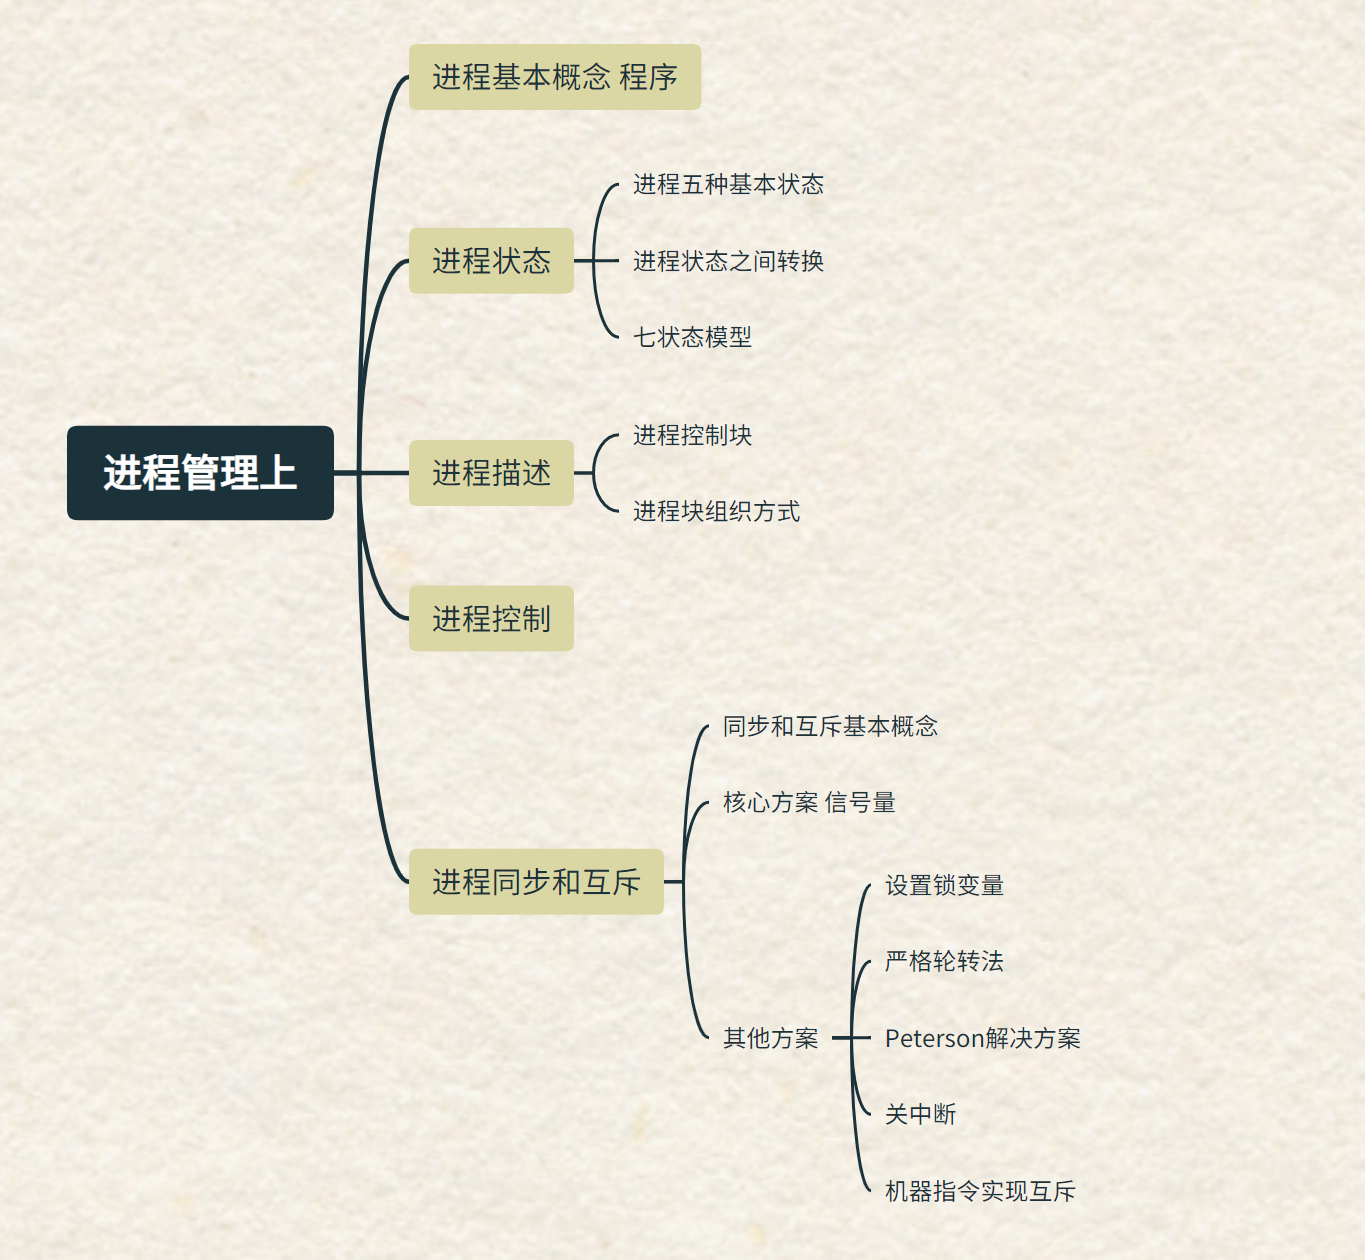 进程管理上
进程基本概念 程序
进程状态
进程五种基本状态
进程状态之间转换
七状态模型
进程描述
进程控制块
进程块组织方式
进程控制
进程同步和互斥
同步和互斥基本概念
核心方案 信号量
其他方案
设置锁变量
严格轮转法
Peterson解决方案
关中断
机器指令实现互斥